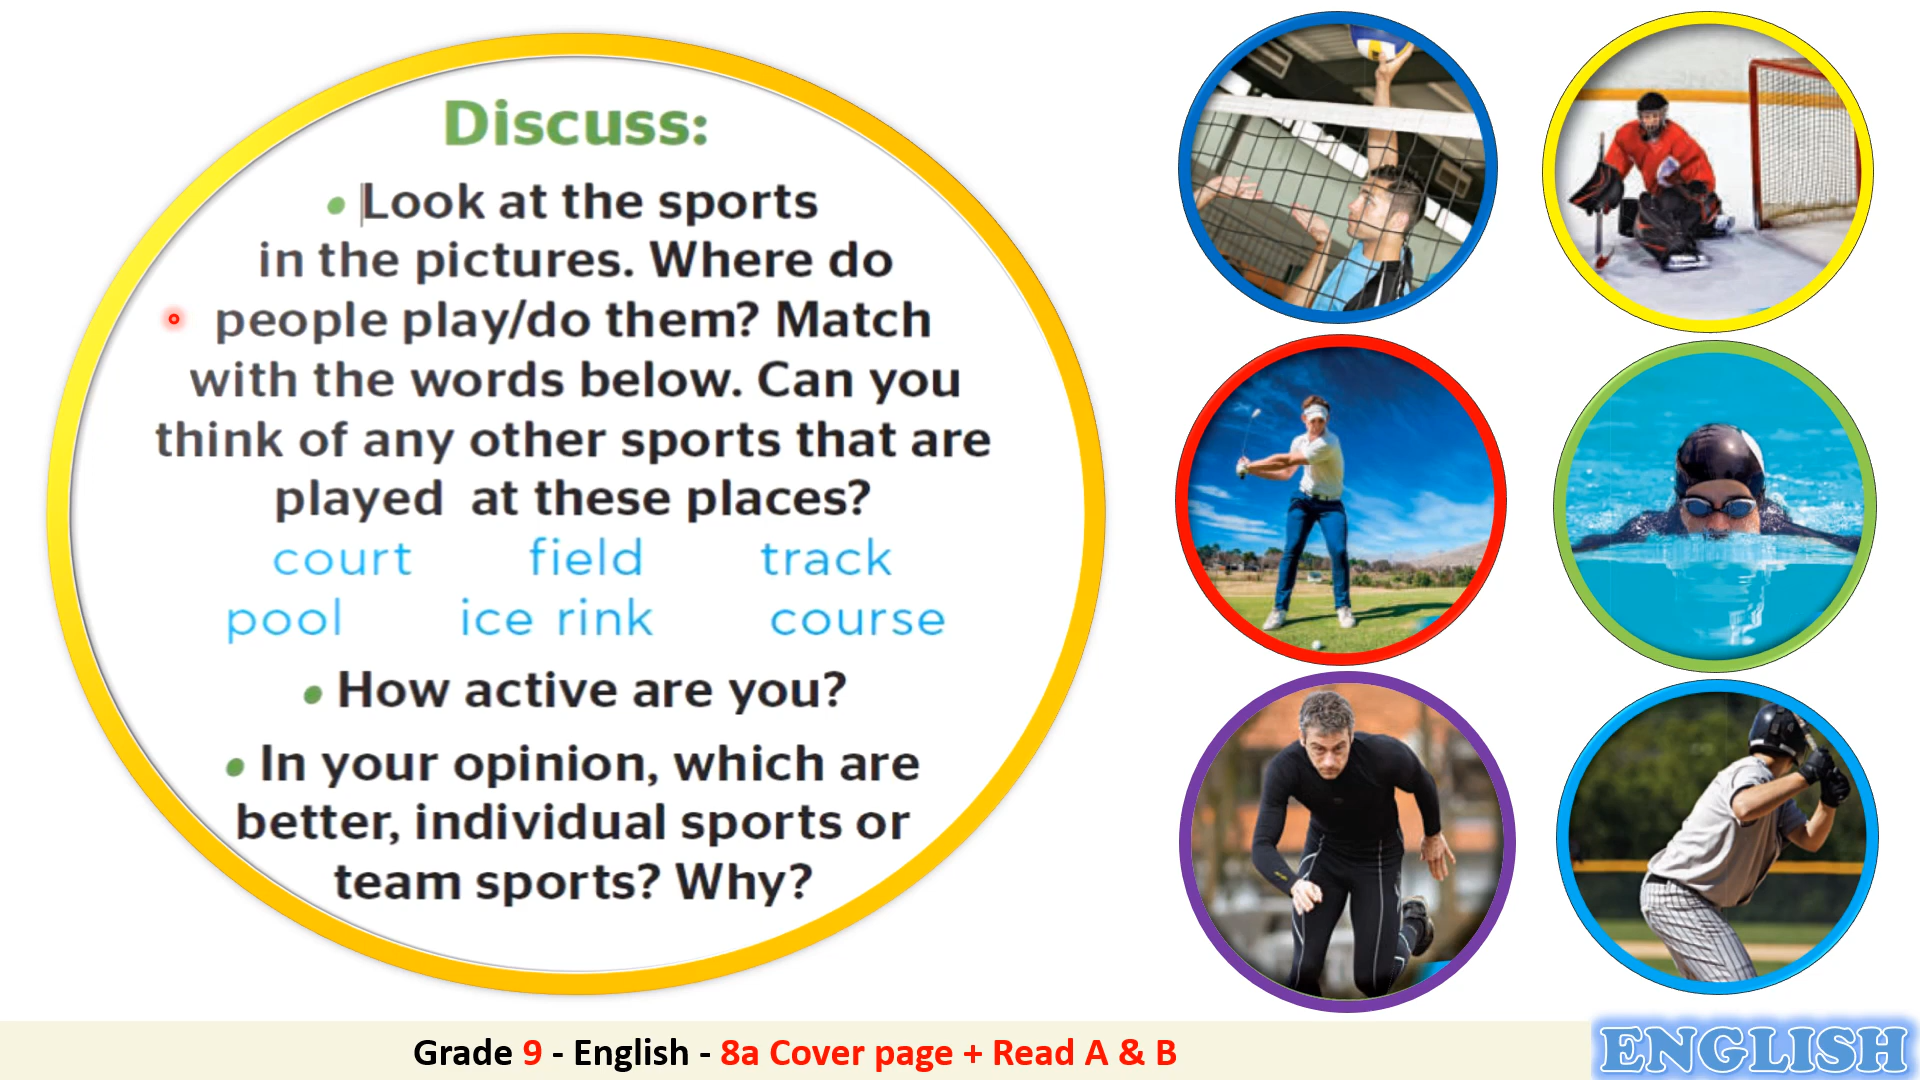 Discuss:
• Look at the sports
in the pictures. Where do
people play/do them? Match
with the words below. Can you
think of any other sports that are
played at these places?
court field track
pool ice rink course
• How active are you?
• In your opinion, which are
better, individual sports or
team sports? Why?
Grade 9 - English - 8a Cover page + Read A & B
ENGLISH